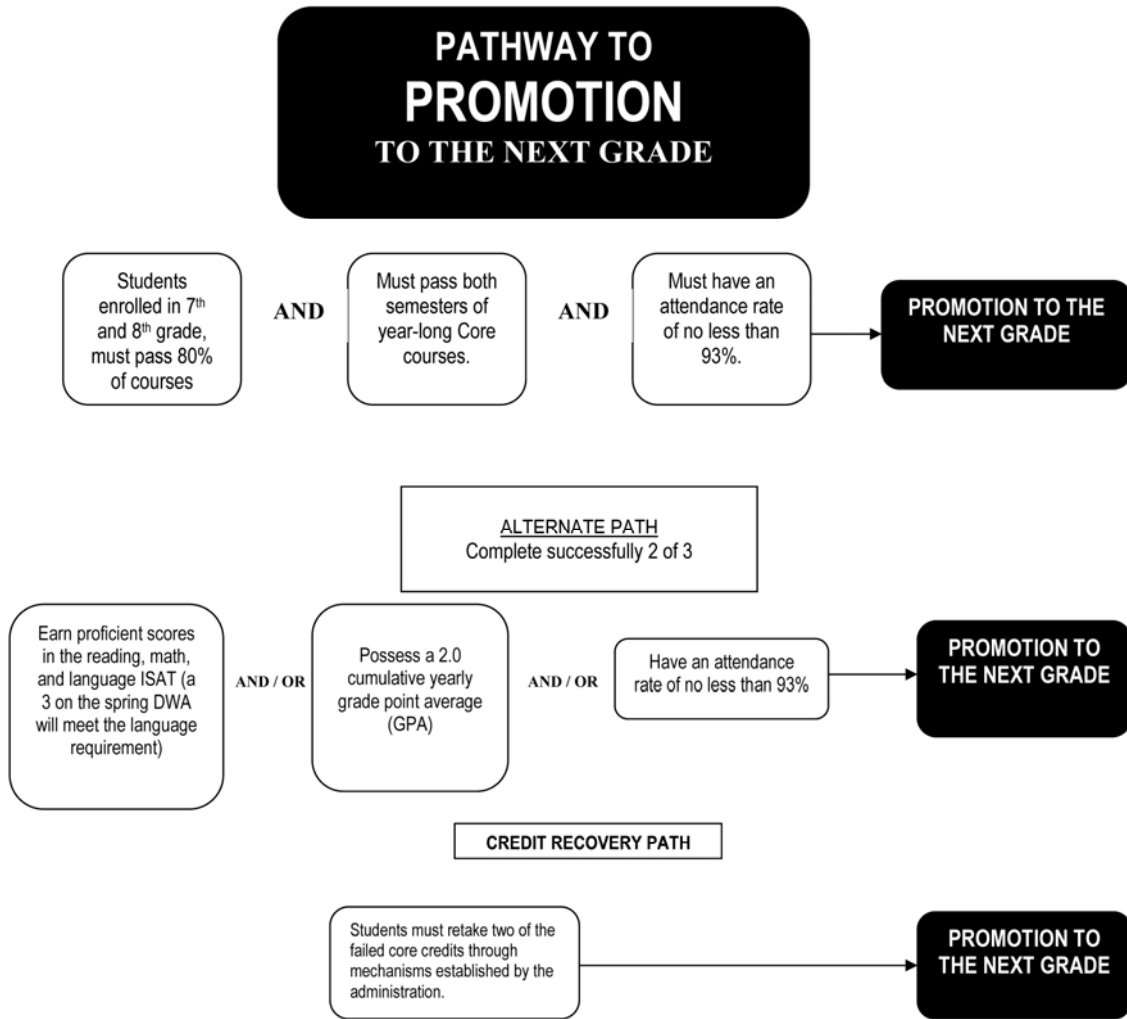 PATHWAY TO
PROMOTION
TO THE NEXT GRADE
Students
enrolled in 7th
and 8th grade,
must pass 80%
of courses
AND
Must pass both
semesters of
year-long Core
courses.
AND
Must have an
attendance rate
of no less than
93%.
PROMOTION TO THE
NEXT GRADE
ALTERNATE PATH
Complete successfully 2 of 3
Earn proficient scores
in the reading, math,
and language ISAT (a
3 on the spring DWA
will meet the language
requirement)
AND / OR
Possess a 2.0
cumulative yearly
grade point average
(GPA)
AND / OR
Have an attendance
rate of no less than 93%
PROMOTION TO
THE NEXT GRADE
CREDIT RECOVERY PATH
Students must retake two of the
failed core credits through
mechanisms established by the
administration.
PROMOTION TO
THE NEXT GRADE